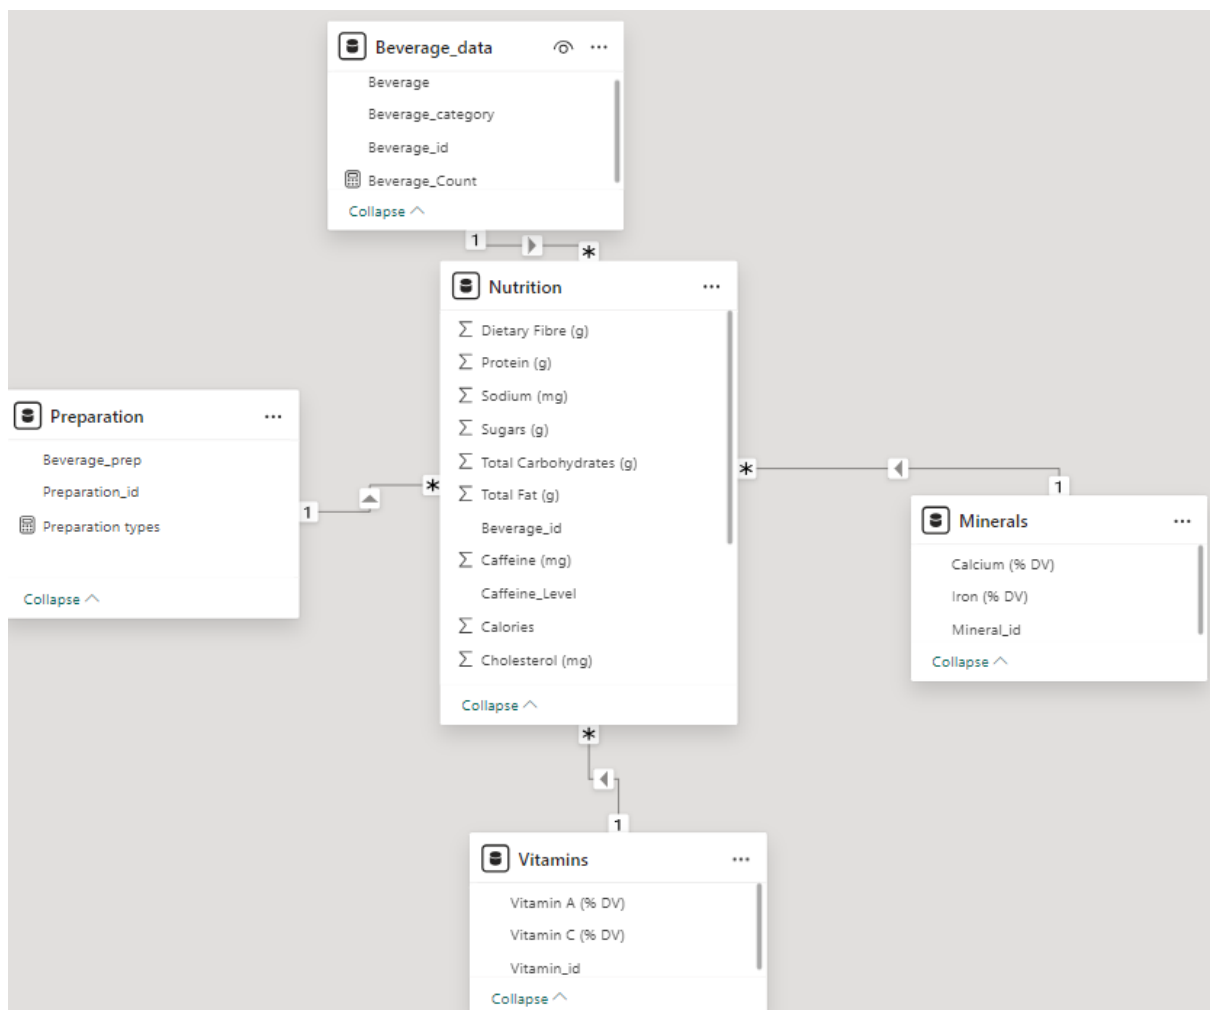 Beverage_data
Beverage
Beverage_category
Beverage_id
Beverage_Count
Collapse
1
*
Nutrition
Dietary Fibre (g)
Protein (g)
Sodium (mg)
Sugars (g)
Total Carbohydrates (g)
Total Fat (g)
Beverage_id
Caffeine (mg)
Caffeine_Level
Calories
Cholesterol (mg)
Collapse
Preparation
Beverage_prep
Preparation_id
Preparation types
Collapse
1
*
*
1
Minerals
Calcium (% DV)
Iron (% DV)
Mineral_id
Collapse
*
1
Vitamins
Vitamin A (% DV)
Vitamin C (% DV)
Vitamin_id
Collapse